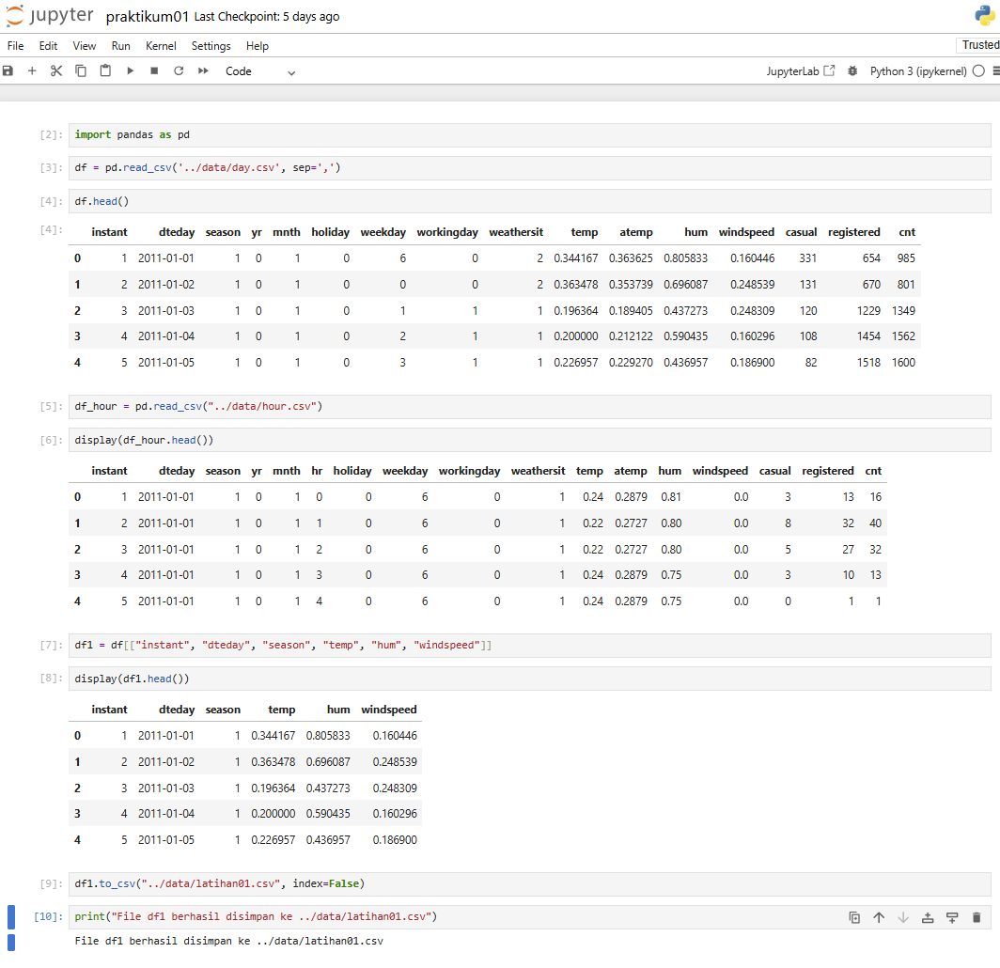 jupyter praktikum01 Last Checkpoint: 5 days ago
File Edit View Run Kernel Settings Help Trusted
Code JupyterLab Python 3 (ipykernel)
[2]: import pandas as pd
[3]: df = pd.read_csv('../data/day.csv', sep=',')
[4]: df.head()
[4]: instant dteday season yr mnth holiday weekday workingday weathersit temp atemp hum windspeed casual registered cnt
0 1 2011-01-01 1 0 1 0 6 0 2 0.344167 0.363625 0.805833 0.160446 331 654 985
1 2 2011-01-02 1 0 1 0 0 0 2 0.363478 0.353739 0.696087 0.248539 131 670 801
2 3 2011-01-03 1 0 1 0 1 1 1 0.196364 0.189405 0.437273 0.248309 120 1229 1349
3 4 2011-01-04 1 0 1 0 2 1 1 0.200000 0.212122 0.590435 0.160296 108 1454 1562
4 5 2011-01-05 1 0 1 0 3 1 1 0.226957 0.229270 0.436957 0.186900 82 1518 1600
[5]: df_hour = pd.read_csv("../data/hour.csv")
[6]: display(df_hour.head())
instant dteday season yr mnth hr holiday weekday workingday weathersit temp atemp hum windspeed casual registered cnt
0 1 2011-01-01 1 0 1 0 0 6 0 1 0.24 0.2879 0.81 0.0 3 13 16
1 2 2011-01-01 1 0 1 1 0 6 0 1 0.22 0.2727 0.80 0.0 8 32 40
2 3 2011-01-01 1 0 1 2 0 6 0 1 0.22 0.2727 0.80 0.0 5 27 32
3 4 2011-01-01 1 0 1 3 0 6 0 1 0.24 0.2879 0.75 0.0 3 10 13
4 5 2011-01-01 1 0 1 4 0 6 0 1 0.24 0.2879 0.75 0.0 0 1 1
[7]: df1 = df[["instant", "dteday", "season", "temp", "hum", "windspeed"]]
[8]: display(df1.head())
instant dteday season temp hum windspeed
0 1 2011-01-01 1 0.344167 0.805833 0.160446
1 2 2011-01-02 1 0.363478 0.696087 0.248539
2 3 2011-01-03 1 0.196364 0.437273 0.248309
3 4 2011-01-04 1 0.200000 0.590435 0.160296
4 5 2011-01-05 1 0.226957 0.436957 0.186900
[9]: df1.to_csv("../data/latihan01.csv", index=False)
[10]: print("File df1 berhasil disimpan ke ../data/latihan01.csv")
File df1 berhasil disimpan ke ../data/latihan01.csv